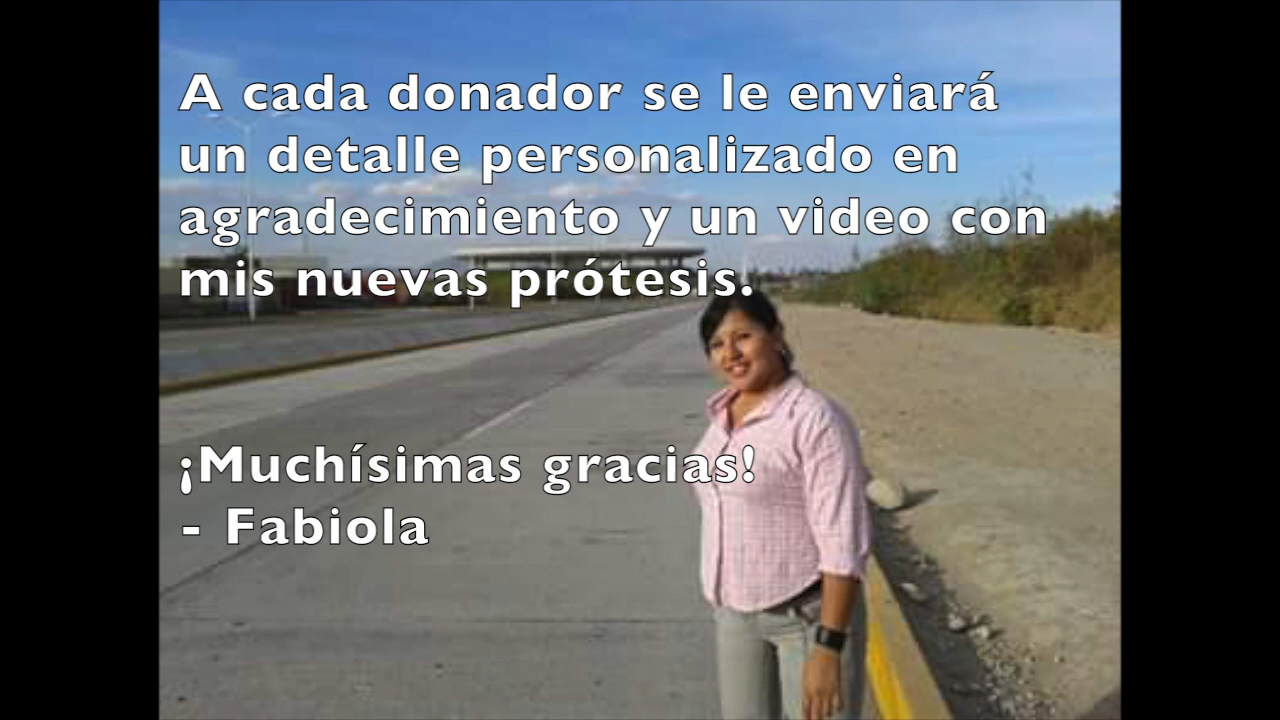 A cada donador se le enviará
un detalle personalizado en
agradecimiento y un video con
mis nuevas prótesis.
¡Muchísimas gracias!
- Fabiola